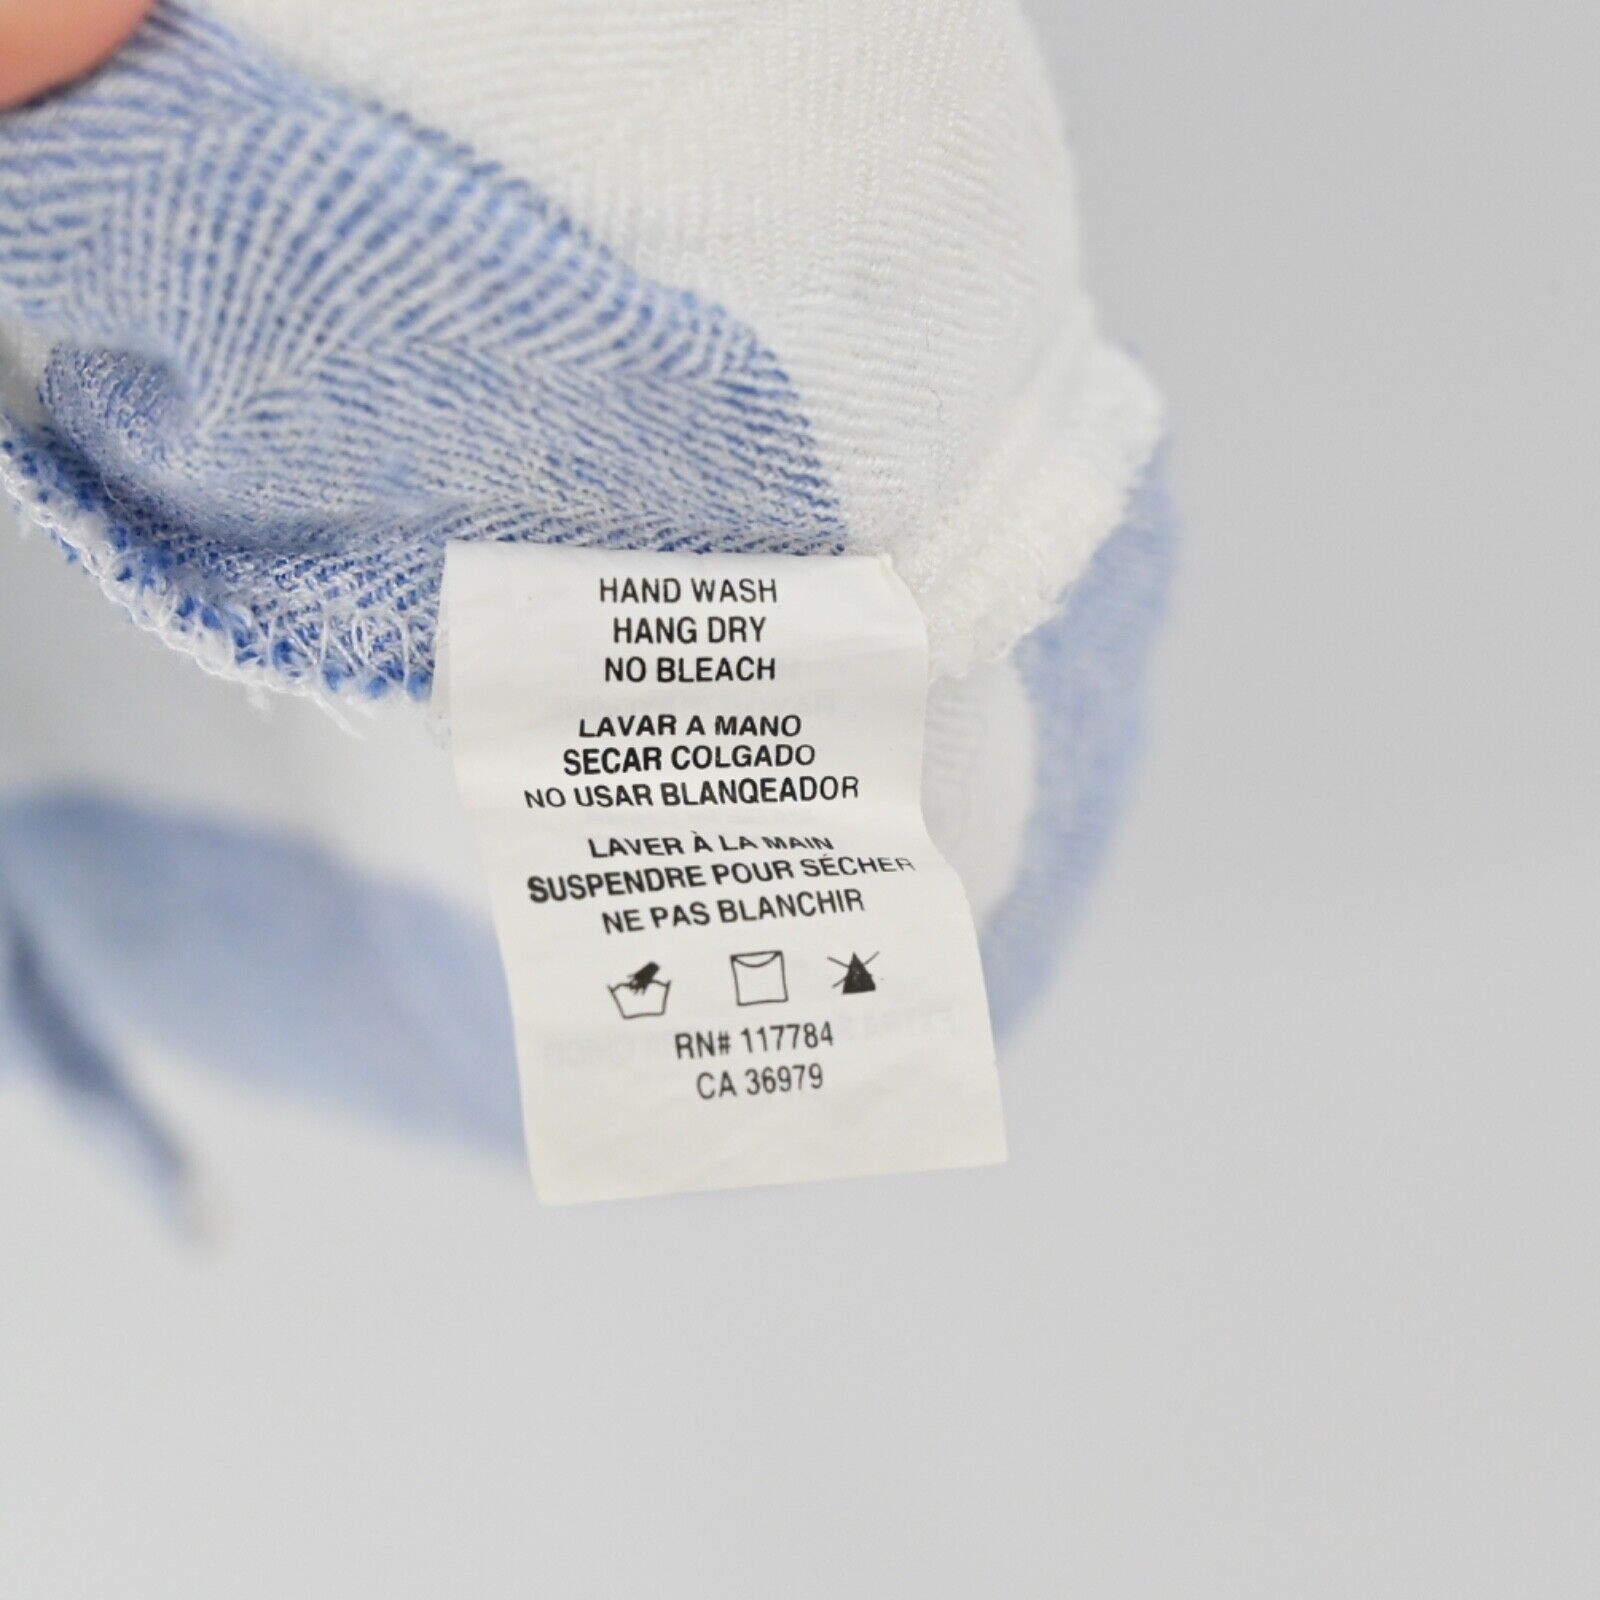 HAND WASH
HANG DRY
NO BLEACH
LAVAR A MANO
SECAR COLGADO
NO USAR BLANQEADOR
LAVER À LA MAIN
SUSPENDRE POUR SÉCHER
NE PAS BLANCHIR
RN# 117784
CA 36979